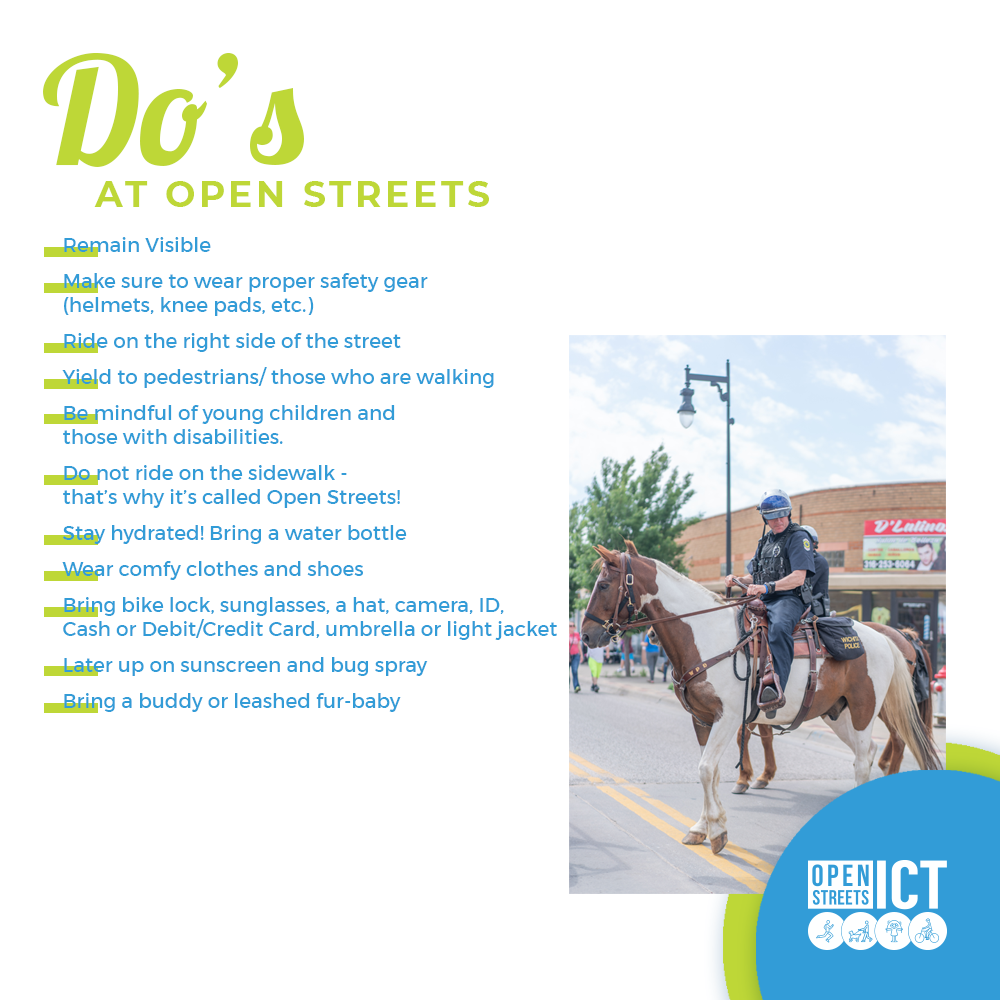 Do's
AT OPEN STREETS
Remain Visible
Make sure to wear proper safety gear
(helmets, knee pads, etc.)
Ride on the right side of the street
Yield to pedestrians/ those who are walking
Be mindful of young children and
those with disabilities.
Do not ride on the sidewalk -
that's why it's called Open Streets!
Stay hydrated! Bring a water bottle
Wear comfy clothes and shoes
Bring bike lock, sunglasses, a hat, camera, ID,
Cash or Debit/Credit Card, umbrella or light jacket
Later up on sunscreen and bug spray
Bring a buddy or leashed fur-baby
D'Latino
316-253-6064
WICHITA
POLICE
OPEN
STREETS
ICT